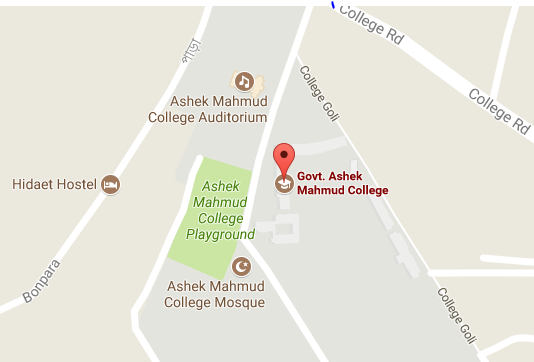 College Rd
পাড়া
College Goli
Ashek Mahmud
College Auditorium
College Rd
Govt. Ashek
Mahmud College
Hidaet Hostel
Ashek
Mahmud
College
Playground
Ashek Mahmud
College Mosque
Bonpara
College Goli